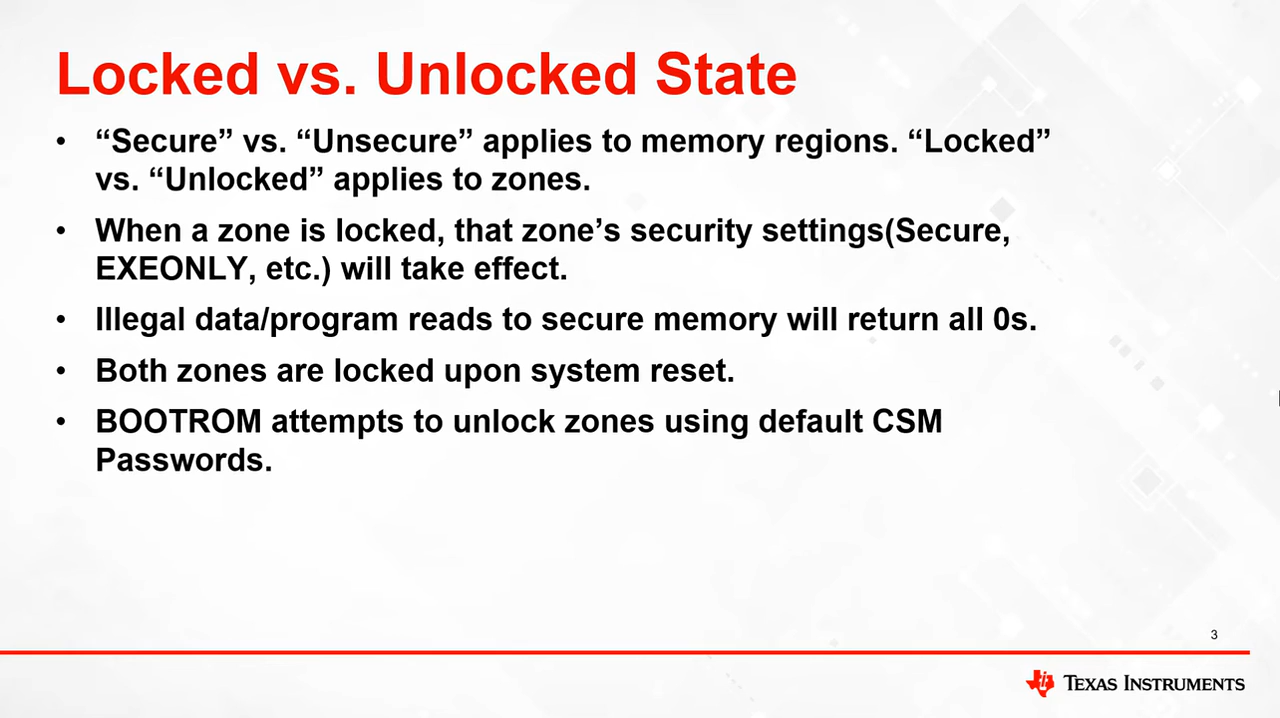 Locked vs. Unlocked State
• “Secure” vs. “Unsecure” applies to memory regions. “Locked”
vs. “Unlocked” applies to zones.
• When a zone is locked, that zone’s security settings(Secure,
EXEONLY, etc.) will take effect.
• Illegal data/program reads to secure memory will return all 0s.
• Both zones are locked upon system reset.
• BOOTROM attempts to unlock zones using default CSM
Passwords.
3
TEXAS INSTRUMENTS